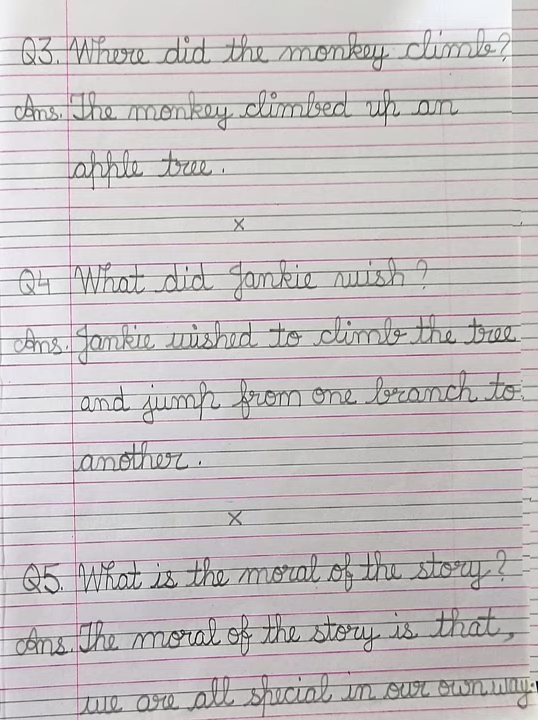 Q3. Where did the monkey climb?
Ans. The monkey climbed up an
apple tree.
x
Q4 What did Jankie wish?
Ans. Jankie wished to climb the tree
and jump from one branch to
another.
x
Q5. What is the moral of the story?
Ans. The moral of the story is that,
we are all special in our own way.